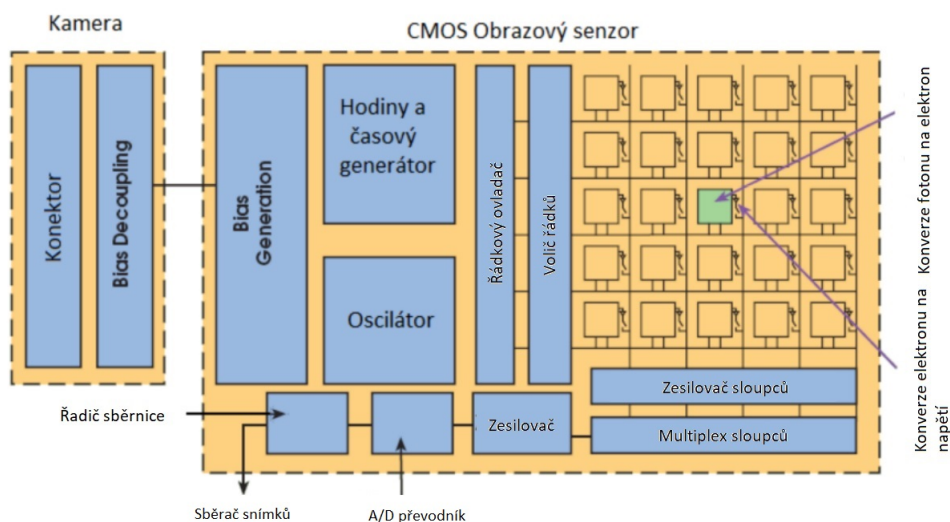 Kamera
CMOS Obrazový senzor
Konektor
Bias Decoupling
Bias
Generation
Hodiny a
časový
generátor
Oscilátor
Řádkový ovladač
Volič řádků
Konverze fotonu na elektron
Konverze elektronu na
napětí
Zesilovač sloupců
Multiplex sloupců
Zesilovač
Řadič sběrnice
Sběrač snímků
A/D převodník